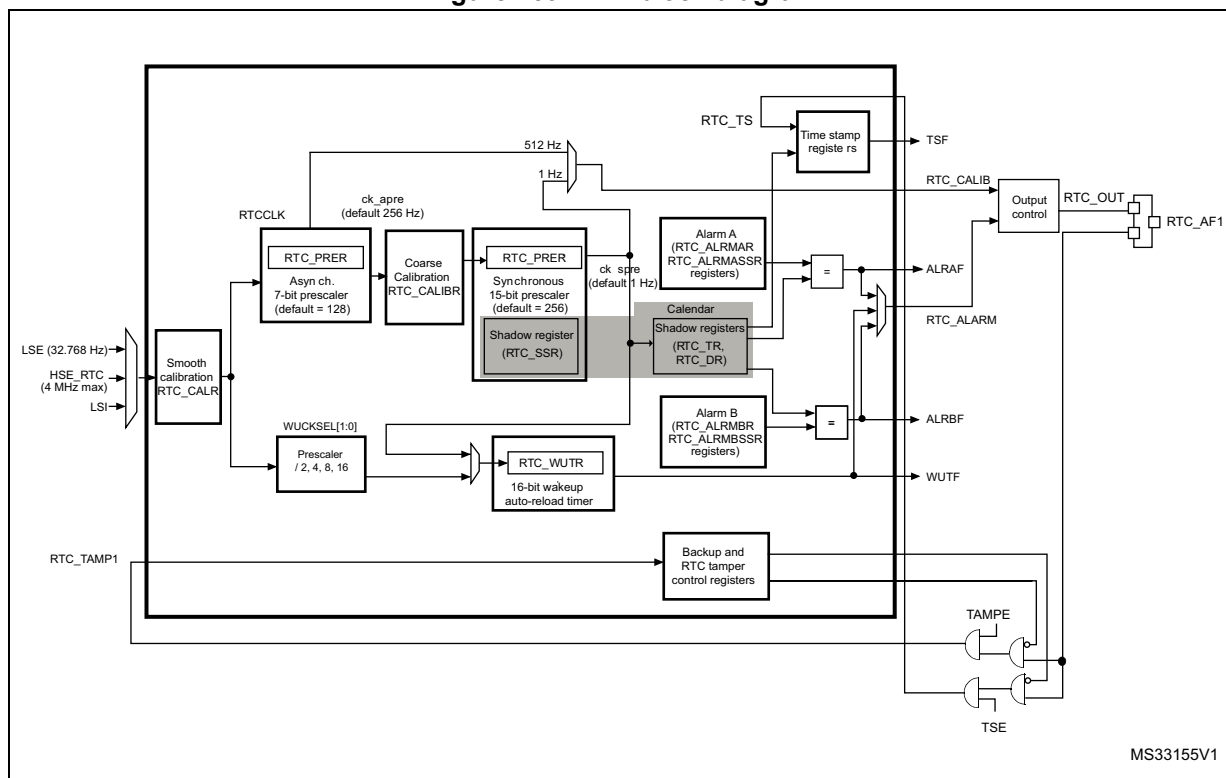 RTC_TS
Time stamp
registe rs
TSF
512 Hz
1 Hz
RTC_CALIB
Output
control
RTC_OUT
RTC_AF1
ck_apre
(default 256 Hz)
RTCCLK
RTC_PRER
Asyn ch.
7-bit prescaler
(default = 128)
Coarse
Calibration
RTC_CALIBR
RTC_PRER
Synchronous
15-bit prescaler
(default = 256)
ck_spre
(default 1 Hz)
Alarm A
(RTC_ALRMAR
RTC_ALRMASSR
registers)
=
ALRAF
Calendar
Shadow register
(RTC_SSR)
Shadow registers
(RTC_TR,
RTC_DR)
RTC_ALARM
LSE (32.768 Hz)
HSE_RTC
(4 MHz max)
LSI
Smooth
calibration
RTC_CALR
Alarm B
(RTC_ALRMBR
RTC_ALRMBSSR
registers)
=
ALRBF
WUCKSEL[1:0]
Prescaler
/ 2, 4, 8, 16
RTC_WUTR
16-bit wakeup
auto-reload timer
WUTF
RTC_TAMP1
Backup and
RTC tamper
control registers
TAMPE
TSE
MS33155V1